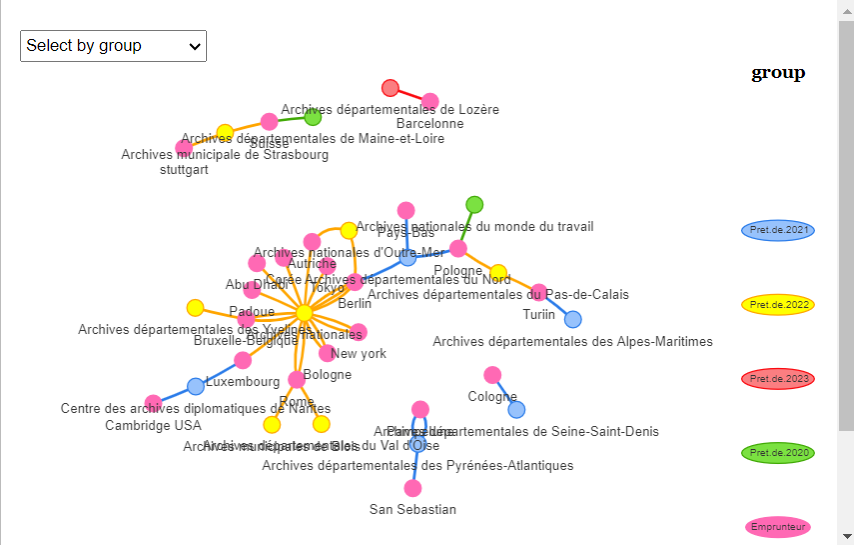 Select by group
group
Archives départementales de Lozère
Barcelonne
Archives départementales de Maine-et-Loire
Suisse
Archives municipale de Strasbourg
stuttgart
Archives nationales du monde du travail
Pays-Bas
Pret.de.2021
Archives nationales d'Outre-Mer
Autriche
Pologne
Corée
Archives départementales du Nord
Abu Dhabi
Tokyo
Archives départementales du Pas-de-Calais
Berlin
Pret.de.2022
Padoue
Turiin
Archives départementales des Yvelines
Archives nationales
Bruxelle-Belgique
Archives départementales des Alpes-Maritimes
New york
Bologne
Pret.de.2023
Luxembourg
Cologne
Rome
Centre des archives diplomatiques de Nantes
Cambridge USA
Archives départementales de Seine-Saint-Denis
Archives départementales du Val d'Oise
Archives municipales de Blois
Pret.de.2020
Archives départementales des Pyrénées-Atlantiques
San Sebastian
Emprunteur